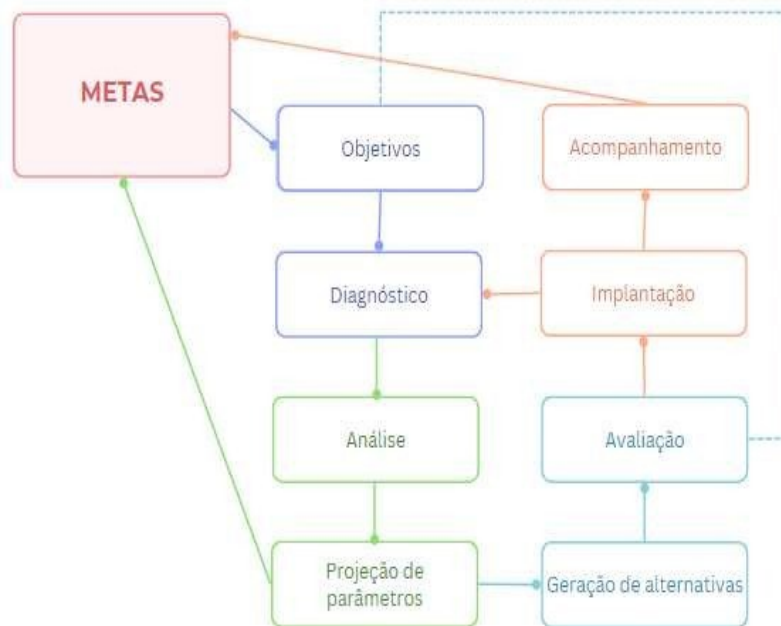 METAS
Objetivos
Acompanhamento
Diagnóstico
Implantação
Análise
Avaliação
Projeção de
parâmetros
Geração de alternativas